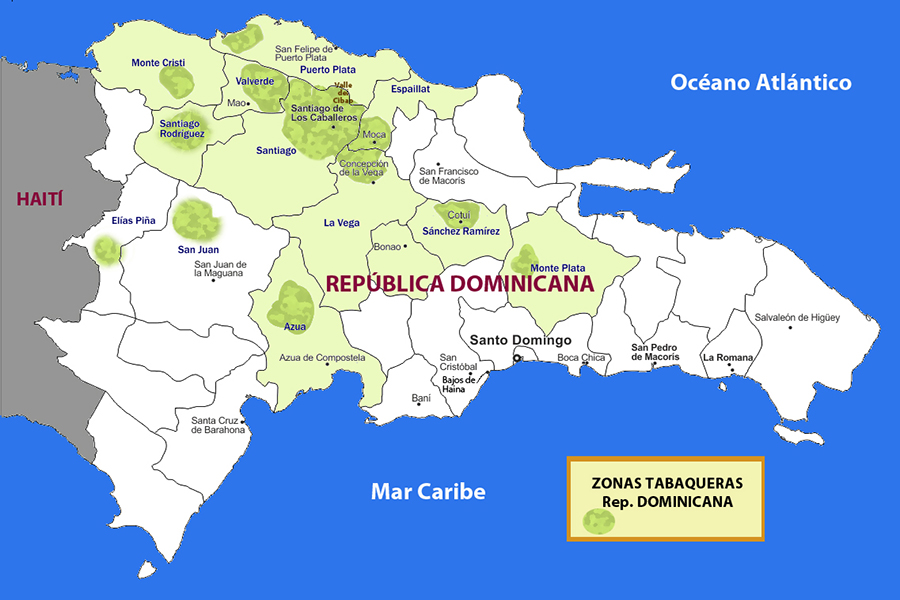 Océano Atlántico
San Felipe de
Puerto Plata
Monte Cristi
Puerto Plata
Valverde
Valle
del
Cibao
Espaillat
Mao
Santiago de
Los Caballeros
Santiago
Rodríguez
Moca
Santiago
Concepción
de la Vega
San Francisco
de Macorís
HAITÍ
Elías Piña
La Vega
Cotuí
Sánchez Ramírez
San Juan
Bonao
San Juan de
la Maguana
Monte Plata
REPÚBLICA DOMINICANA
Azua
Salvaleón de Higüey
Santo Domingo
Azua de Compostela
San
Cristóbal
Boca Chica
San Pedro
de Macorís
La Romana
Bajos de
Haina
Baní
Santa Cruz
de Barahona
Mar Caribe
ZONAS TABAQUERAS
Rep. DOMINICANA